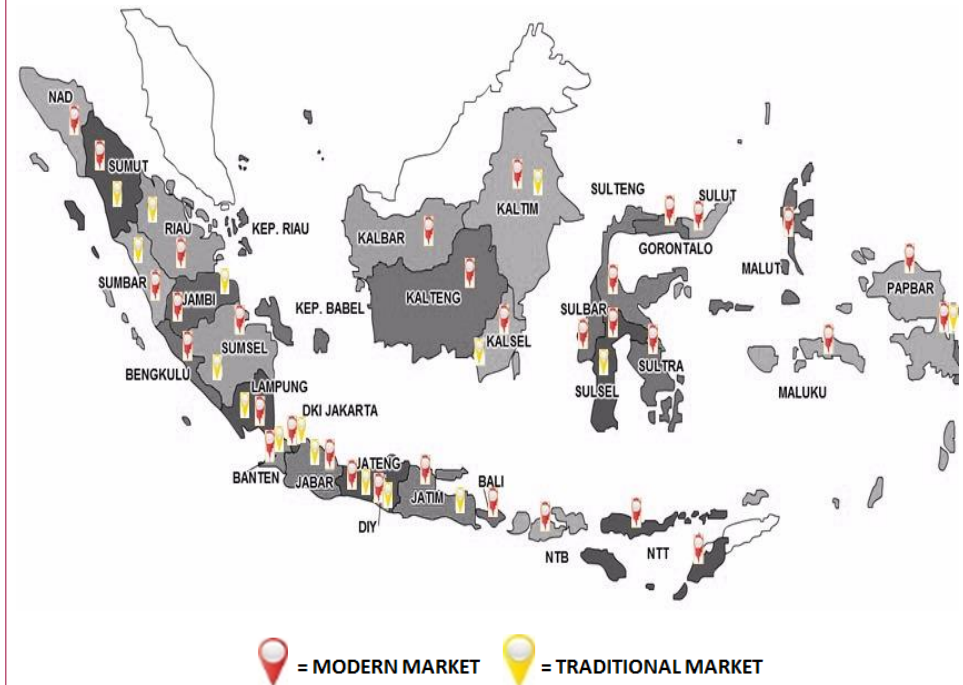 NAD
SUMUT
RIAU
KEP. RIAU
SUMBAR
JAMBI
KEP. BABEL
SUMSEL
BENGKULU
LAMPUNG
DKI JAKARTA
BANTEN
JABAR
JATENG
DIY
JATIM
BALI
NTB
NTT
KALBAR
KALTENG
KALTIM
KALSEL
SULTENG
SULUT
GORONTALO
SULBAR
SULSEL
SULTRA
MALUT
MALUKU
PAPBAR
= MODERN MARKET
= TRADITIONAL MARKET